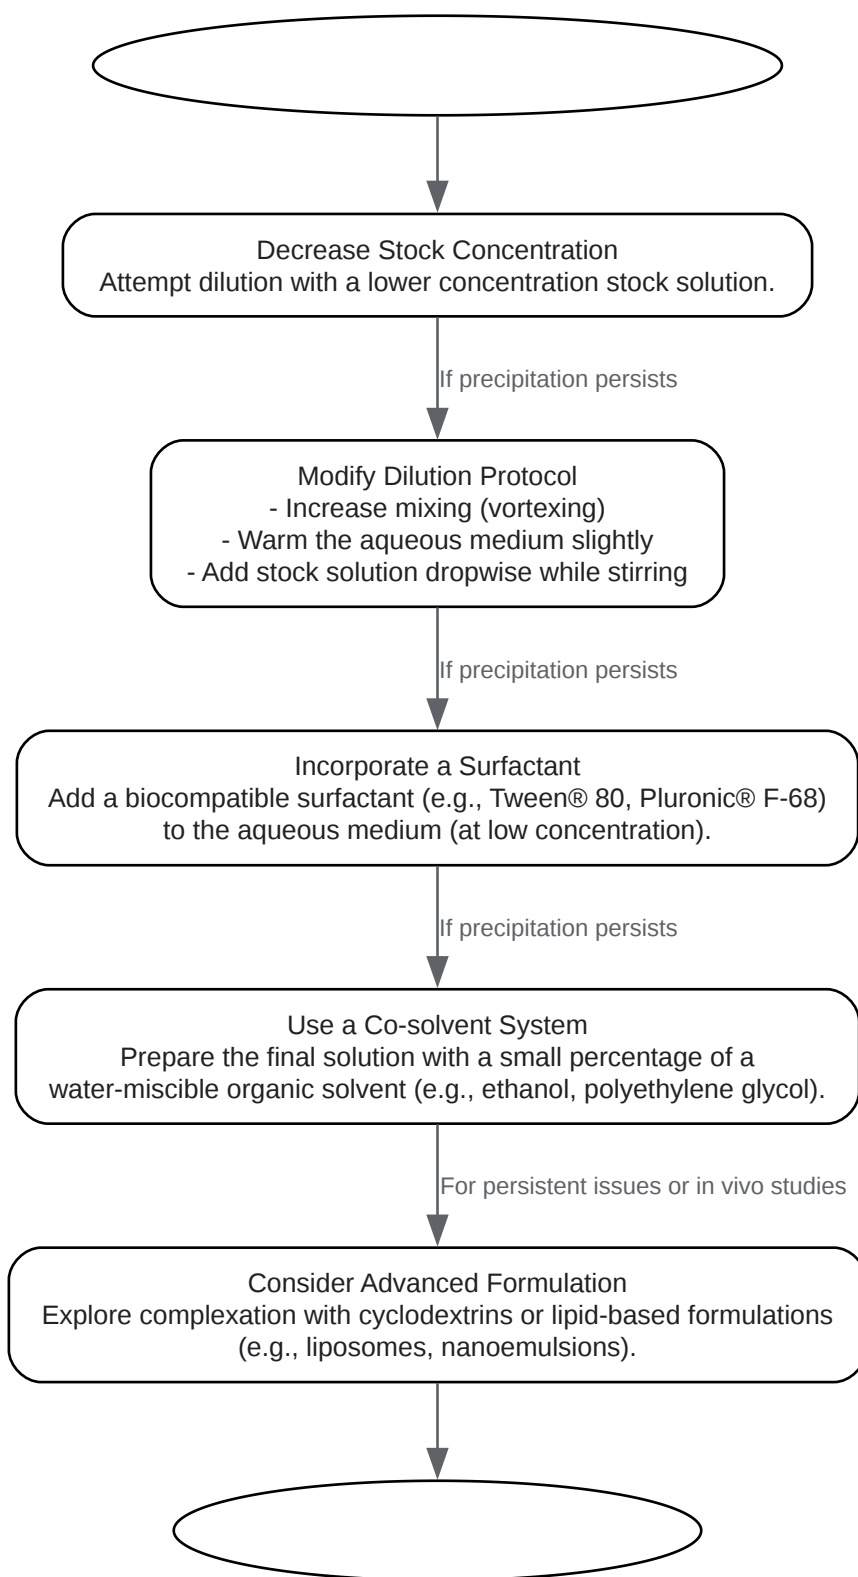 Decrease Stock Concentration
Attempt dilution with a lower concentration stock solution.
If precipitation persists
Modify Dilution Protocol
- Increase mixing (vortexing)
- Warm the aqueous medium slightly
- Add stock solution dropwise while stirring
If precipitation persists
Incorporate a Surfactant
Add a biocompatible surfactant (e.g., Tween® 80, Pluronic® F-68)
to the aqueous medium (at low concentration).
If precipitation persists
Use a Co-solvent System
Prepare the final solution with a small percentage of a
water-miscible organic solvent (e.g., ethanol, polyethylene glycol).
For persistent issues or in vivo studies
Consider Advanced Formulation
Explore complexation with cyclodextrins or lipid-based formulations
(e.g., liposomes, nanoemulsions).